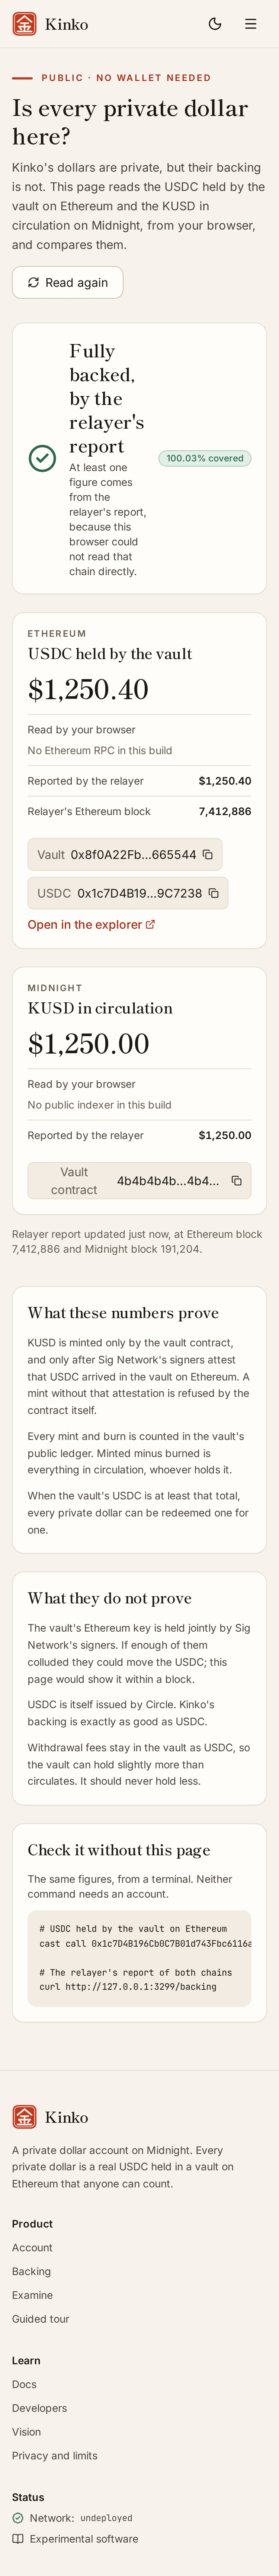 金 Kinko
PUBLIC · NO WALLET NEEDED
Is every private dollar
here?
Kinko's dollars are private, but their backing
is not. This page reads the USDC held by the
vault on Ethereum and the KUSD in
circulation on Midnight, from your browser,
and compares them.
Read again
Fully
backed,
by the
relayer's
report
At least one
figure comes
from the
relayer's report,
because this
browser could
not read that
chain directly.
100.03% covered
ETHEREUM
USDC held by the vault
$1,250.40
Read by your browser
No Ethereum RPC in this build
Reported by the relayer $1,250.40
Relayer's Ethereum block 7,412,886
Vault 0x8f0A22Fb…665544
USDC 0x1c7D4B19…9C7238
Open in the explorer
MIDNIGHT
KUSD in circulation
$1,250.00
Read by your browser
No public indexer in this build
Reported by the relayer $1,250.00
Vault
contract 4b4b4b4b…4b4…
Relayer report updated just now, at Ethereum block
7,412,886 and Midnight block 191,204.
What these numbers prove
KUSD is minted only by the vault contract,
and only after Sig Network's signers attest
that USDC arrived in the vault on Ethereum. A
mint without that attestation is refused by the
contract itself.
Every mint and burn is counted in the vault's
public ledger. Minted minus burned is
everything in circulation, whoever holds it.
When the vault's USDC is at least that total,
every private dollar can be redeemed one for
one.
What they do not prove
The vault's Ethereum key is held jointly by Sig
Network's signers. If enough of them
colluded they could move the USDC; this
page would show it within a block.
USDC is itself issued by Circle. Kinko's
backing is exactly as good as USDC.
Withdrawal fees stay in the vault as USDC, so
the vault can hold slightly more than
circulates. It should never hold less.
Check it without this page
The same figures, from a terminal. Neither
command needs an account.
# USDC held by the vault on Ethereum
cast call 0x1c7D4B196Cb0C7B01d743Fbc6116a
# The relayer's report of both chains
curl http://127.0.0.1:3299/backing
金 Kinko
A private dollar account on Midnight. Every
private dollar is a real USDC held in a vault on
Ethereum that anyone can count.
Product
Account
Backing
Examine
Guided tour
Learn
Docs
Developers
Vision
Privacy and limits
Status
Network: undeployed
Experimental software